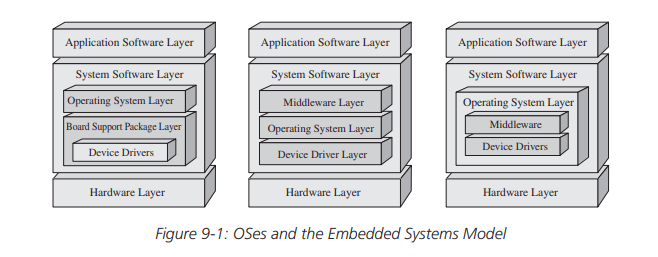 Application Software Layer
System Software Layer
Operating System Layer
Board Support Package Layer
Device Drivers
Hardware Layer
Application Software Layer
System Software Layer
Middleware Layer
Operating System Layer
Device Driver Layer
Hardware Layer
Application Software Layer
System Software Layer
Operating System Layer
Middleware
Device Drivers
Hardware Layer
Figure 9-1: OSes and the Embedded Systems Model